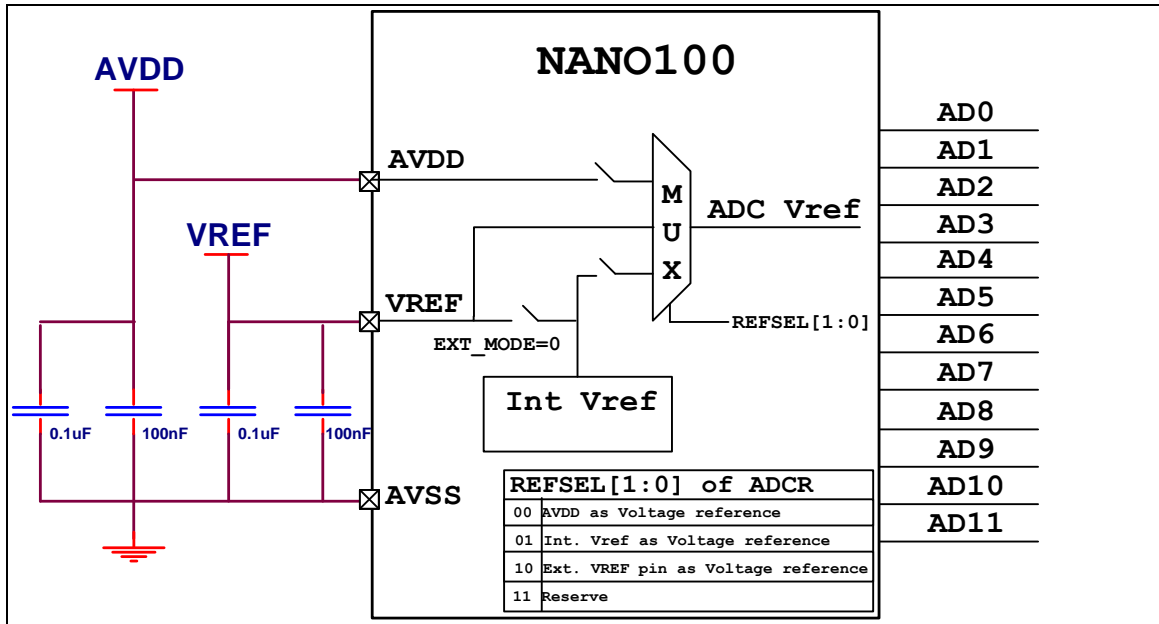 NANO100
AVDD
AVDD
VREF
VREF
EXT_MODE=0
M
U
X
ADC Vref
REFSEL[1:0]
Int Vref
0.1uF
100nF
0.1uF
100nF
AVSS
REFSEL[1:0] of ADCR
00 AVDD as Voltage reference
01 Int. Vref as Voltage reference
10 Ext. VREF pin as Voltage reference
11 Reserve
AD0
AD1
AD2
AD3
AD4
AD5
AD6
AD7
AD8
AD9
AD10
AD11